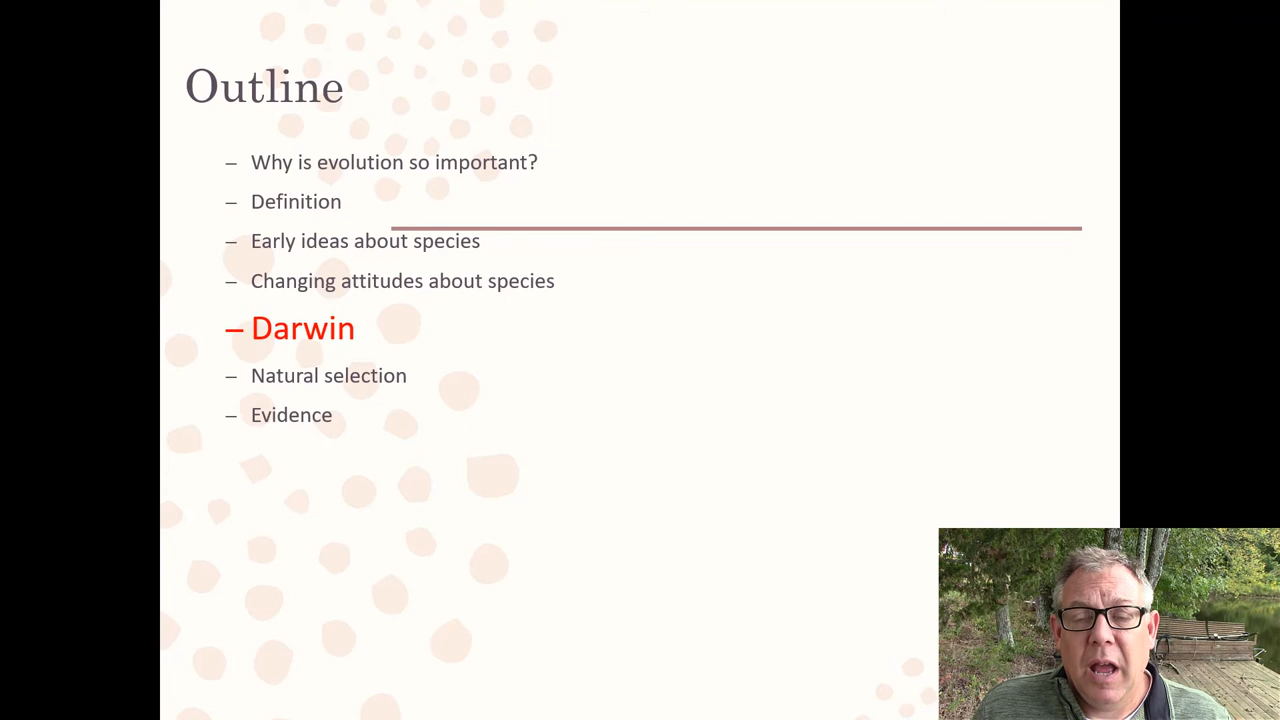 Outline
– Why is evolution so important?
– Definition
– Early ideas about species
– Changing attitudes about species
– Darwin
– Natural selection
– Evidence